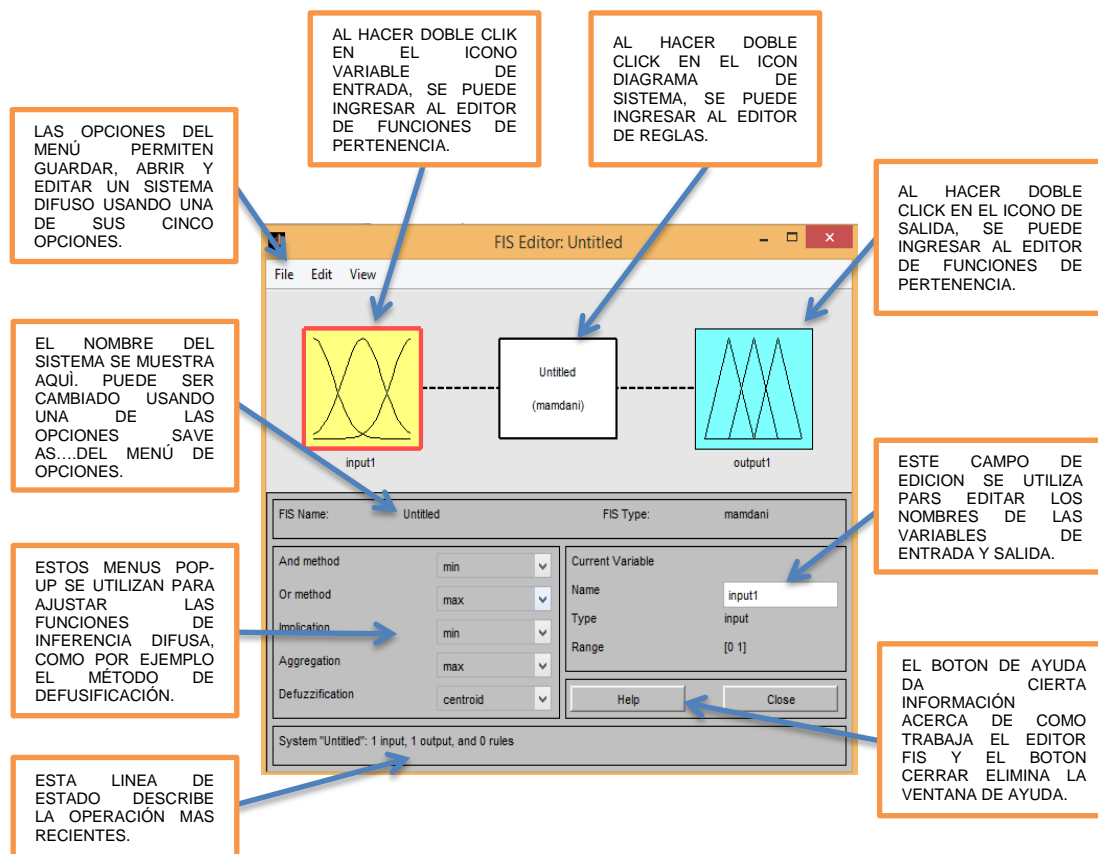 AL HACER DOBLE CLIK
EN EL ICONO
VARIABLE DE
ENTRADA, SE PUEDE
INGRESAR AL EDITOR
DE FUNCIONES DE
PERTENENCIA.
AL HACER DOBLE
CLICK EN EL ICON
DIAGRAMA DE
SISTEMA, SE PUEDE
INGRESAR AL EDITOR
DE REGLAS.
LAS OPCIONES DEL
MENÚ PERMITEN
GUARDAR, ABRIR Y
EDITAR UN SISTEMA
DIFUSO USANDO UNA
DE SUS CINCO
OPCIONES.
AL HACER DOBLE
CLICK EN EL ICONO DE
SALIDA, SE PUEDE
INGRESAR AL EDITOR
DE FUNCIONES DE
PERTENENCIA.
FIS Editor: Untitled
File Edit View
EL NOMBRE DEL
SISTEMA SE MUESTRA
AQUÌ. PUEDE SER
CAMBIADO USANDO
UNA DE LAS
OPCIONES SAVE
AS....DEL MENÚ DE
OPCIONES.
Untitled
(mamdani)
input1
output1
ESTE CAMPO DE
EDICION SE UTILIZA
PARS EDITAR LOS
NOMBRES DE LAS
VARIABLES DE
ENTRADA Y SALIDA.
FIS Name: Untitled FIS Type: mamdani
ESTOS MENUS POP-
UP SE UTILIZAN PARA
AJUSTAR LAS
FUNCIONES DE
INFERENCIA DIFUSA,
COMO POR EJEMPLO
EL MÉTODO DE
DEFUSIFICACIÓN.
And method min
Or method max
Implication min
Aggregation max
Defuzzification centroid
Current Variable
Name input1
Type input
Range [0 1]
Help Close
EL BOTON DE AYUDA
DA CIERTA
INFORMACIÓN
ACERCA DE COMO
TRABAJA EL EDITOR
FIS Y EL BOTON
CERRAR ELIMINA LA
VENTANA DE AYUDA.
System "Untitled": 1 input, 1 output, and 0 rules
ESTA LINEA DE
ESTADO DESCRIBE
LA OPERACIÓN MAS
RECIENTES.